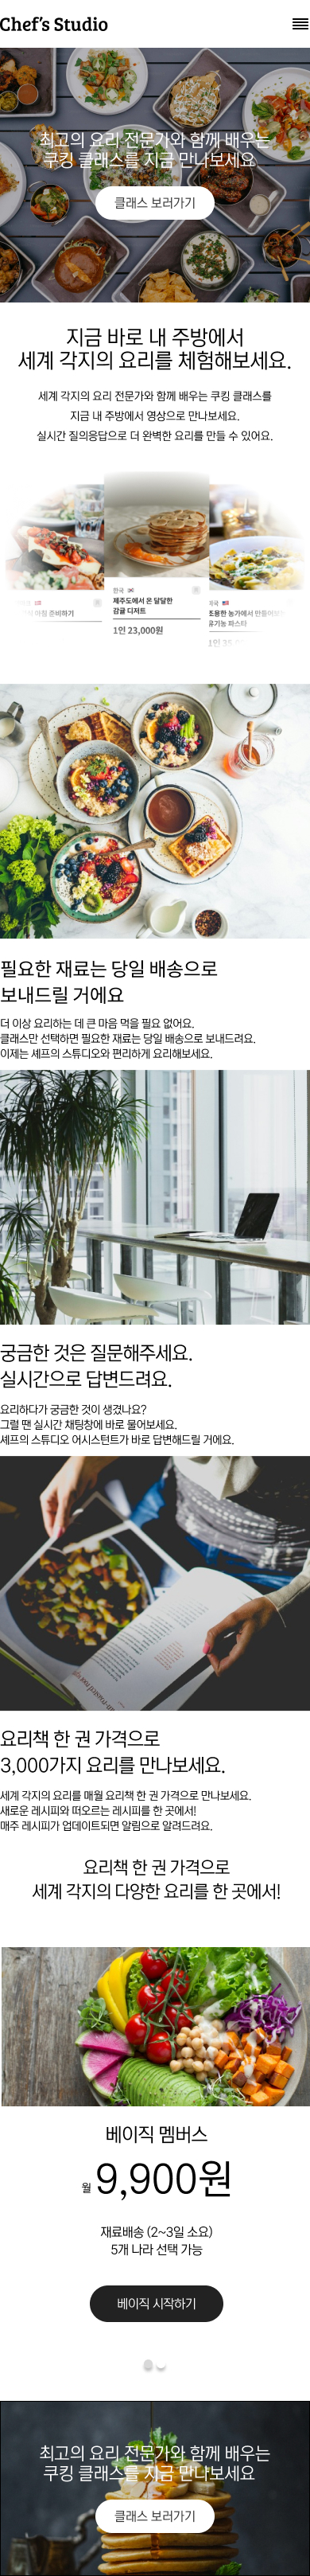 Chef's Studio
최고의 요리 전문가와 함께 배우는
쿠킹 클래스를 지금 만나보세요
클래스 보러가기
지금 바로 내 주방에서
세계 각지의 요리를 체험해보세요.
세계 각지의 요리 전문가와 함께 배우는 쿠킹 클래스를
지금 내 주방에서 영상으로 만나보세요.
실시간 질의응답으로 더 완벽한 요리를 만들 수 있어요.
아침 준비하기
한국
제주도에서 온 달달한
감귤 디저트
1인 23,000원
조용한 농가에서 만들어보는
유기농 파스타
필요한 재료는 당일 배송으로
보내드릴 거에요
더 이상 요리하는 데 큰 마음 먹을 필요 없어요.
클래스만 선택하면 필요한 재료는 당일 배송으로 보내드려요.
이제는 셰프의 스튜디오와 편리하게 요리해보세요.
궁금한 것은 질문해주세요.
실시간으로 답변드려요.
요리하다가 궁금한 것이 생겼나요?
그럴 땐 실시간 채팅창에 바로 물어보세요.
셰프의 스튜디오 어시스턴트가 바로 답변해드릴 거에요.
요리책 한 권 가격으로
3,000가지 요리를 만나보세요.
세계 각지의 요리를 매월 요리책 한 권 가격으로 만나보세요.
새로운 레시피와 떠오르는 레시피를 한 곳에서!
매주 레시피가 업데이트되면 알림으로 알려드려요.
요리책 한 권 가격으로
세계 각지의 다양한 요리를 한 곳에서!
베이직 멤버스
월 9,900원
재료배송 (2~3일 소요)
5개 나라 선택 가능
베이직 시작하기
최고의 요리 전문가와 함께 배우는
쿠킹 클래스를 지금 만나보세요
클래스 보러가기